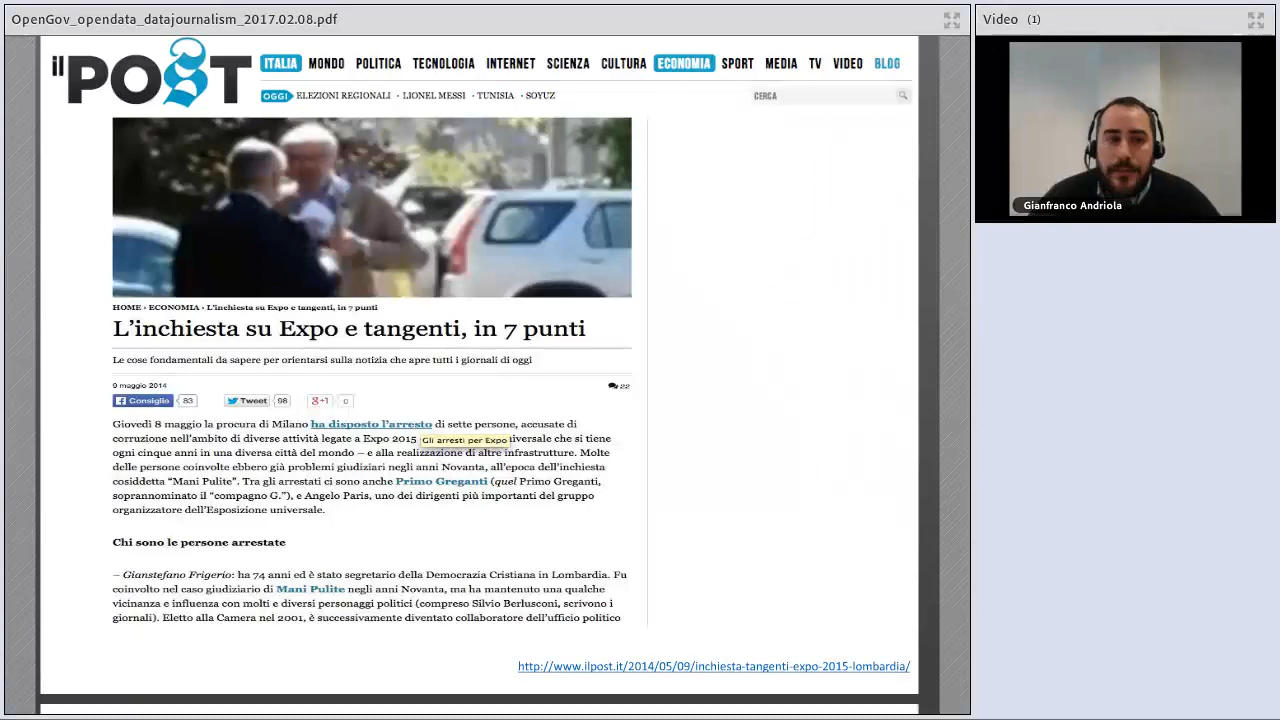 OpenGov_opendata_datajournalism_2017.02.08.pdf
Video (1)
il POST
ITALIA MONDO POLITICA TECNOLOGIA INTERNET SCIENZA CULTURA ECONOMIA SPORT MEDIA TV VIDEO BLOG
OGGI ELEZIONI REGIONALI · LIONEL MESSI · TUNISIA · SOYUZ CERCA
Gianfranco Andriola
HOME › ECONOMIA › L'inchiesta su Expo e tangenti, in 7 punti
L'inchiesta su Expo e tangenti, in 7 punti
Le cose fondamentali da sapere per orientarsi sulla notizia che apre tutti i giornali di oggi
9 maggio 2014 22
Consiglia 83 Tweet 98 g+1 0
Giovedì 8 maggio la procura di Milano ha disposto l'arresto di sette persone, accusate di
corruzione nell'ambito di diverse attività legate a Expo 2015 Gli arresti per Expo iversale che si tiene
ogni cinque anni in una diversa città del mondo – e alla realizzazione di altre infrastrutture. Molte
delle persone coinvolte ebbero già problemi giudiziari negli anni Novanta, all'epoca dell'inchiesta
cosiddetta "Mani Pulite". Tra gli arrestati ci sono anche Primo Greganti (quel Primo Greganti,
soprannominato il "compagno G."), e Angelo Paris, uno dei dirigenti più importanti del gruppo
organizzatore dell'Esposizione universale.
Chi sono le persone arrestate
– Gianstefano Frigerio: ha 74 anni ed è stato segretario della Democrazia Cristiana in Lombardia. Fu
coinvolto nel caso giudiziario di Mani Pulite negli anni Novanta, ma ha mantenuto una qualche
vicinanza e influenza con molti e diversi personaggi politici (compreso Silvio Berlusconi, scrivono i
giornali). Eletto alla Camera nel 2001, è successivamente diventato collaboratore dell'ufficio politico
http://www.ilpost.it/2014/05/09/inchiesta-tangenti-expo-2015-lombardia/